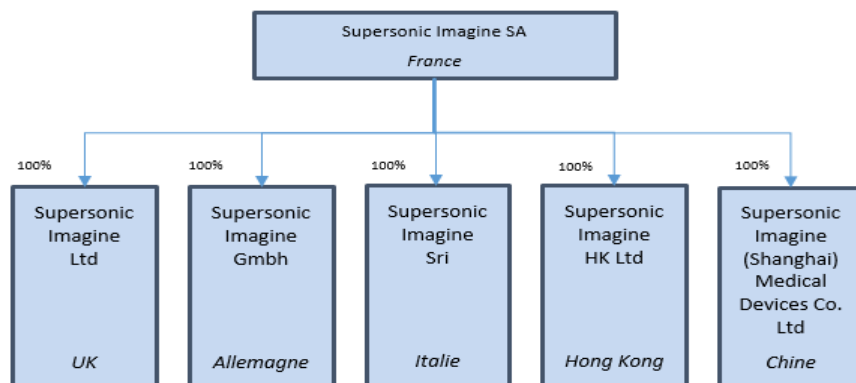 Supersonic Imagine SA
France
100%
100%
100%
100%
100%
Supersonic
Imagine
Ltd
UK
Supersonic
Imagine
Gmbh
Allemagne
Supersonic
Imagine
Sri
Italie
Supersonic
Imagine
HK Ltd
Hong Kong
Supersonic
Imagine
(Shanghai)
Medical
Devices Co.
Ltd
Chine